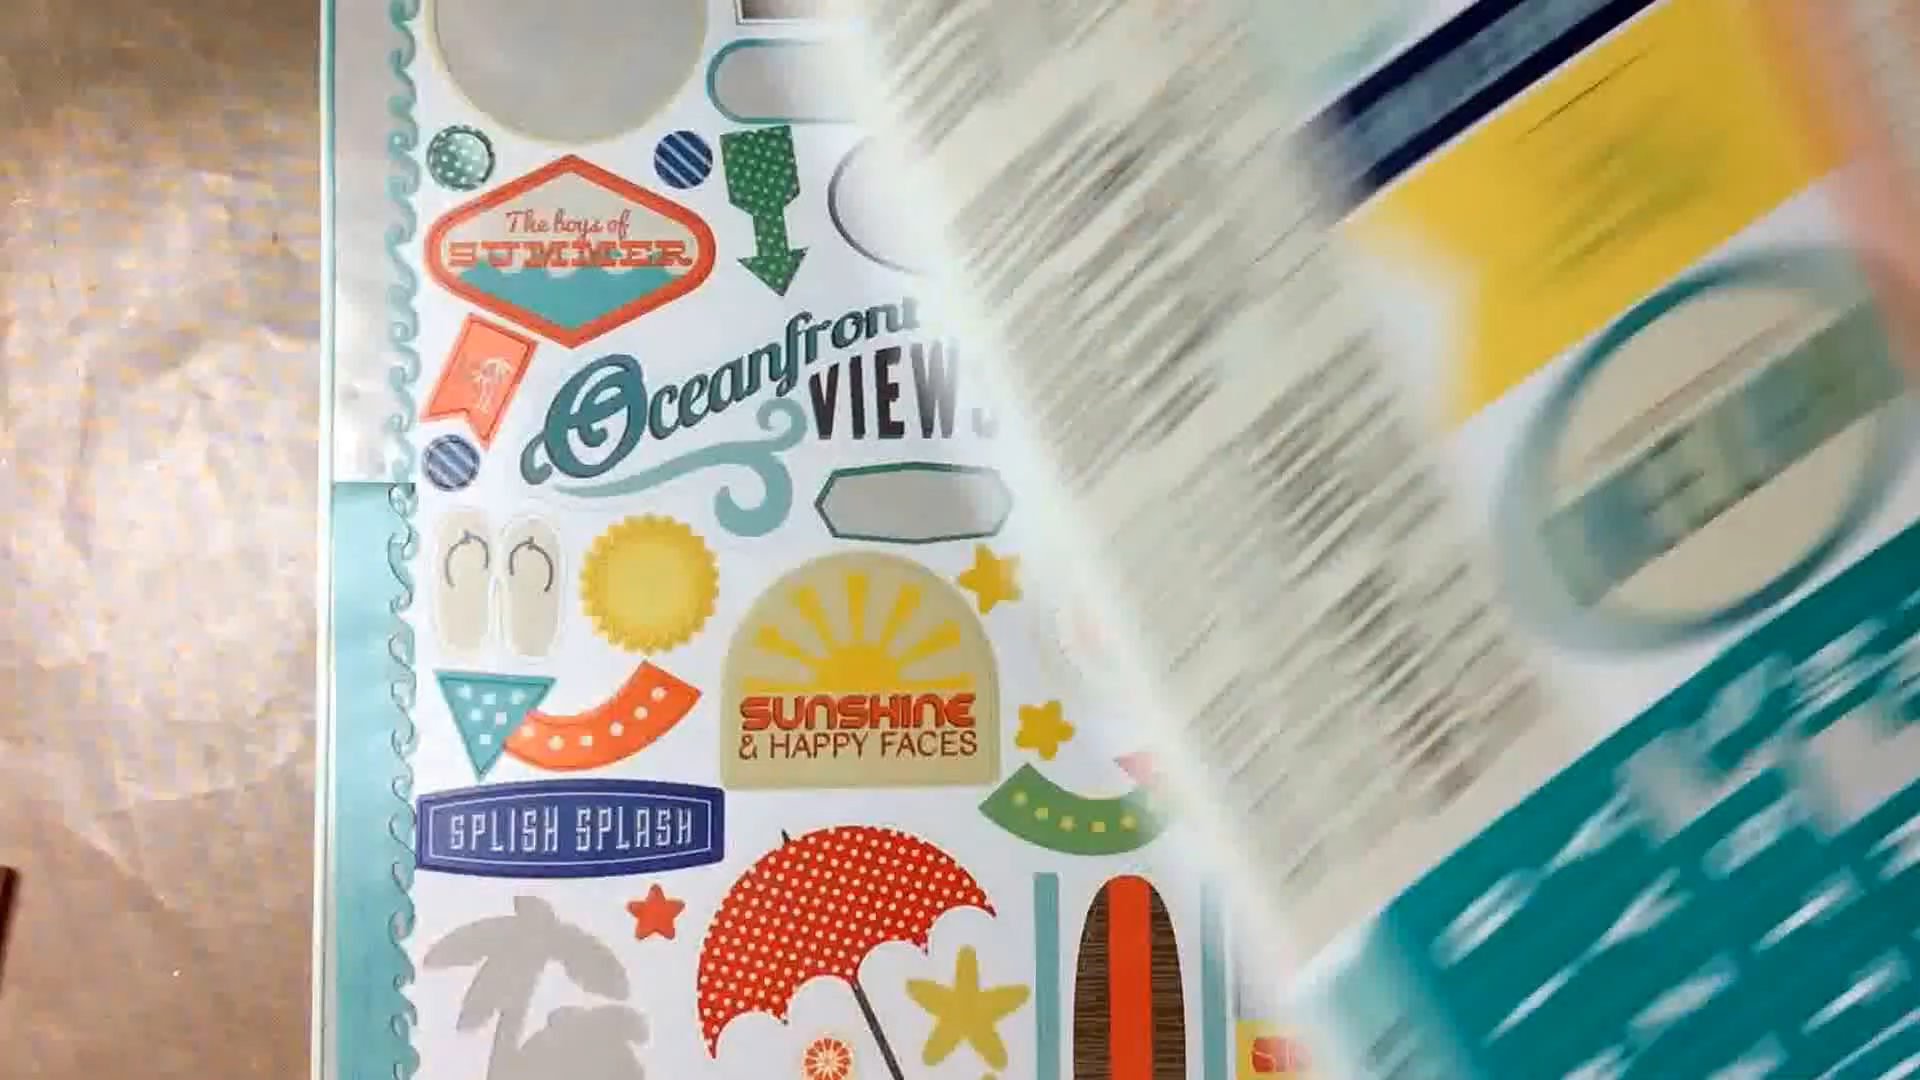 The boys of
SUMMER
Oceanfront
VIEWS
SUNSHINE
& HAPPY FACES
SPLISH SPLASH